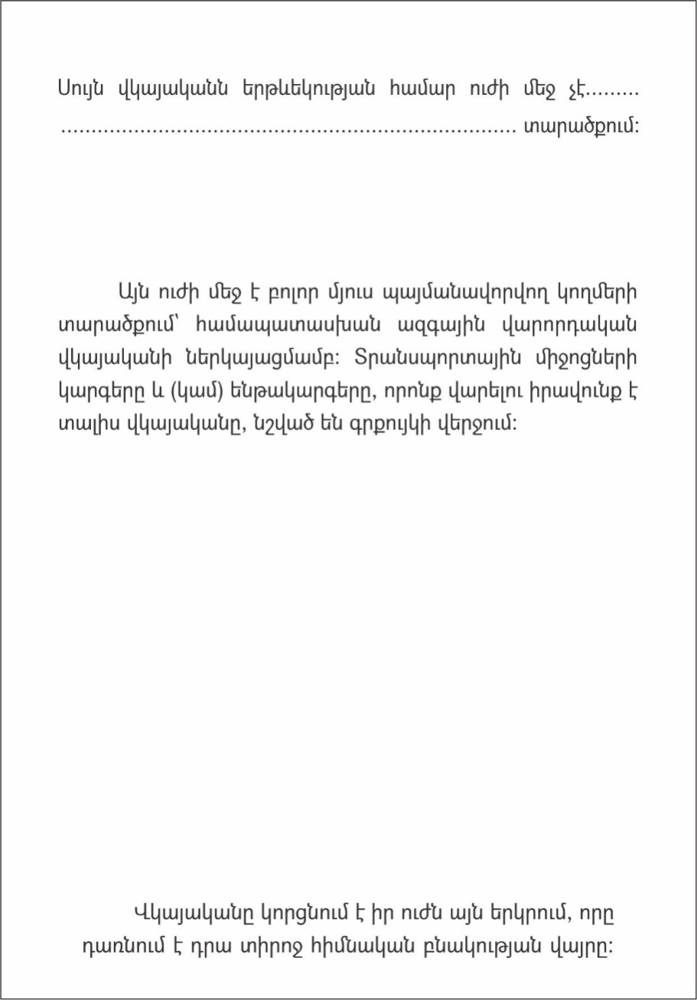 Սույն վկայականն երթևեկության համար ուժի մեջ չէ.........
........................................................................... տարածքում:
Այն ուժի մեջ է բոլոր մյուս պայմանավորվող կողմերի
տարածքում՝ համապատասխան ազգային վարորդական
վկայականի ներկայացմամբ: Տրանսպորտային միջոցների
կարգերը և (կամ) ենթակարգերը, որոնք վարելու իրավունք է
տալիս վկայականը, նշված են գրքույկի վերջում:
Վկայականը կորցնում է իր ուժն այն երկրում, որը
դառնում է դրա տիրոջ հիմնական բնակության վայրը: